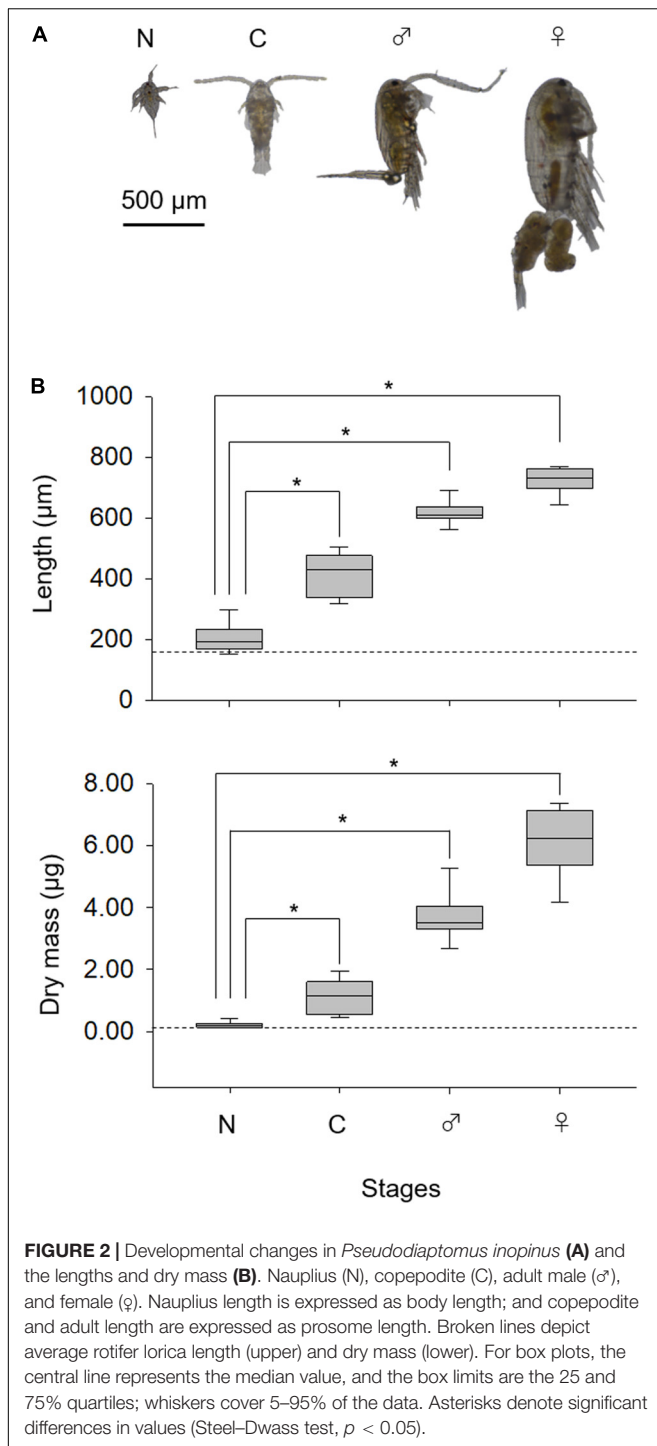 A
N C ♂ ♀
500 µm
B
1000
800
600
400
200
0
Length (µm)
*
*
*
8.00
6.00
4.00
2.00
0.00
Dry mass (µg)
*
*
*
N C ♂ ♀
Stages
FIGURE 2 | Developmental changes in Pseudodiaptomus inopinus (A) and
the lengths and dry mass (B). Nauplius (N), copepodite (C), adult male (♂),
and female (♀). Nauplius length is expressed as body length; and copepodite
and adult length are expressed as prosome length. Broken lines depict
average rotifer lorica length (upper) and dry mass (lower). For box plots, the
central line represents the median value, and the box limits are the 25 and
75% quartiles; whiskers cover 5–95% of the data. Asterisks denote significant
differences in values (Steel–Dwass test, p < 0.05).